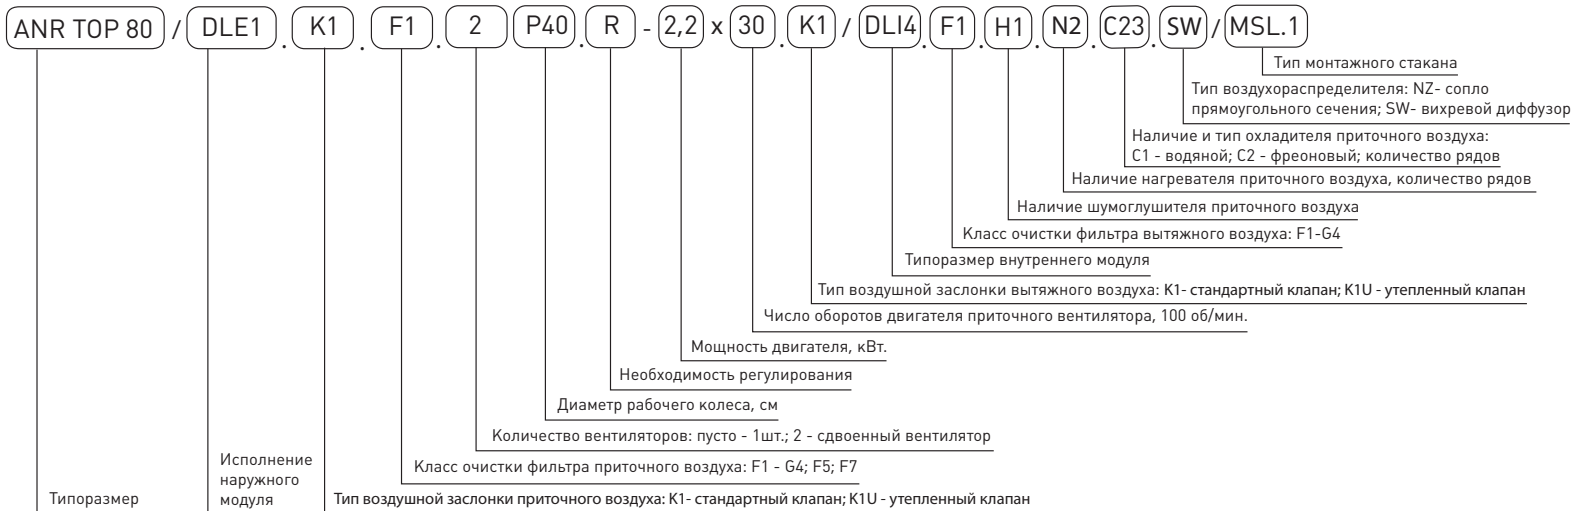 ANR TOP 80 / DLE1 . K1 . F1 . 2 P40 . R - 2,2 x 30 . K1 / DLI4 . F1 . H1 . N2 . C23 . SW / MSL.1
Тип монтажного стакана
Тип воздухораспределителя: NZ- сопло
прямоугольного сечения; SW- вихревой диффузор
Наличие и тип охладителя приточного воздуха:
С1 - водяной; С2 - фреоновый; количество рядов
Наличие нагревателя приточного воздуха, количество рядов
Наличие шумоглушителя приточного воздуха
Класс очистки фильтра вытяжного воздуха: F1-G4
Типоразмер внутреннего модуля
Тип воздушной заслонки вытяжного воздуха: K1- стандартный клапан; K1U - утепленный клапан
Число оборотов двигателя приточного вентилятора, 100 об/мин.
Мощность двигателя, кВт.
Необходимость регулирования
Диаметр рабочего колеса, см
Количество вентиляторов: пусто - 1шт.; 2 - сдвоенный вентилятор
Класс очистки фильтра приточного воздуха: F1 - G4; F5; F7
Исполнение
наружного
модуля
Типоразмер
Тип воздушной заслонки приточного воздуха: K1- стандартный клапан; K1U - утепленный клапан